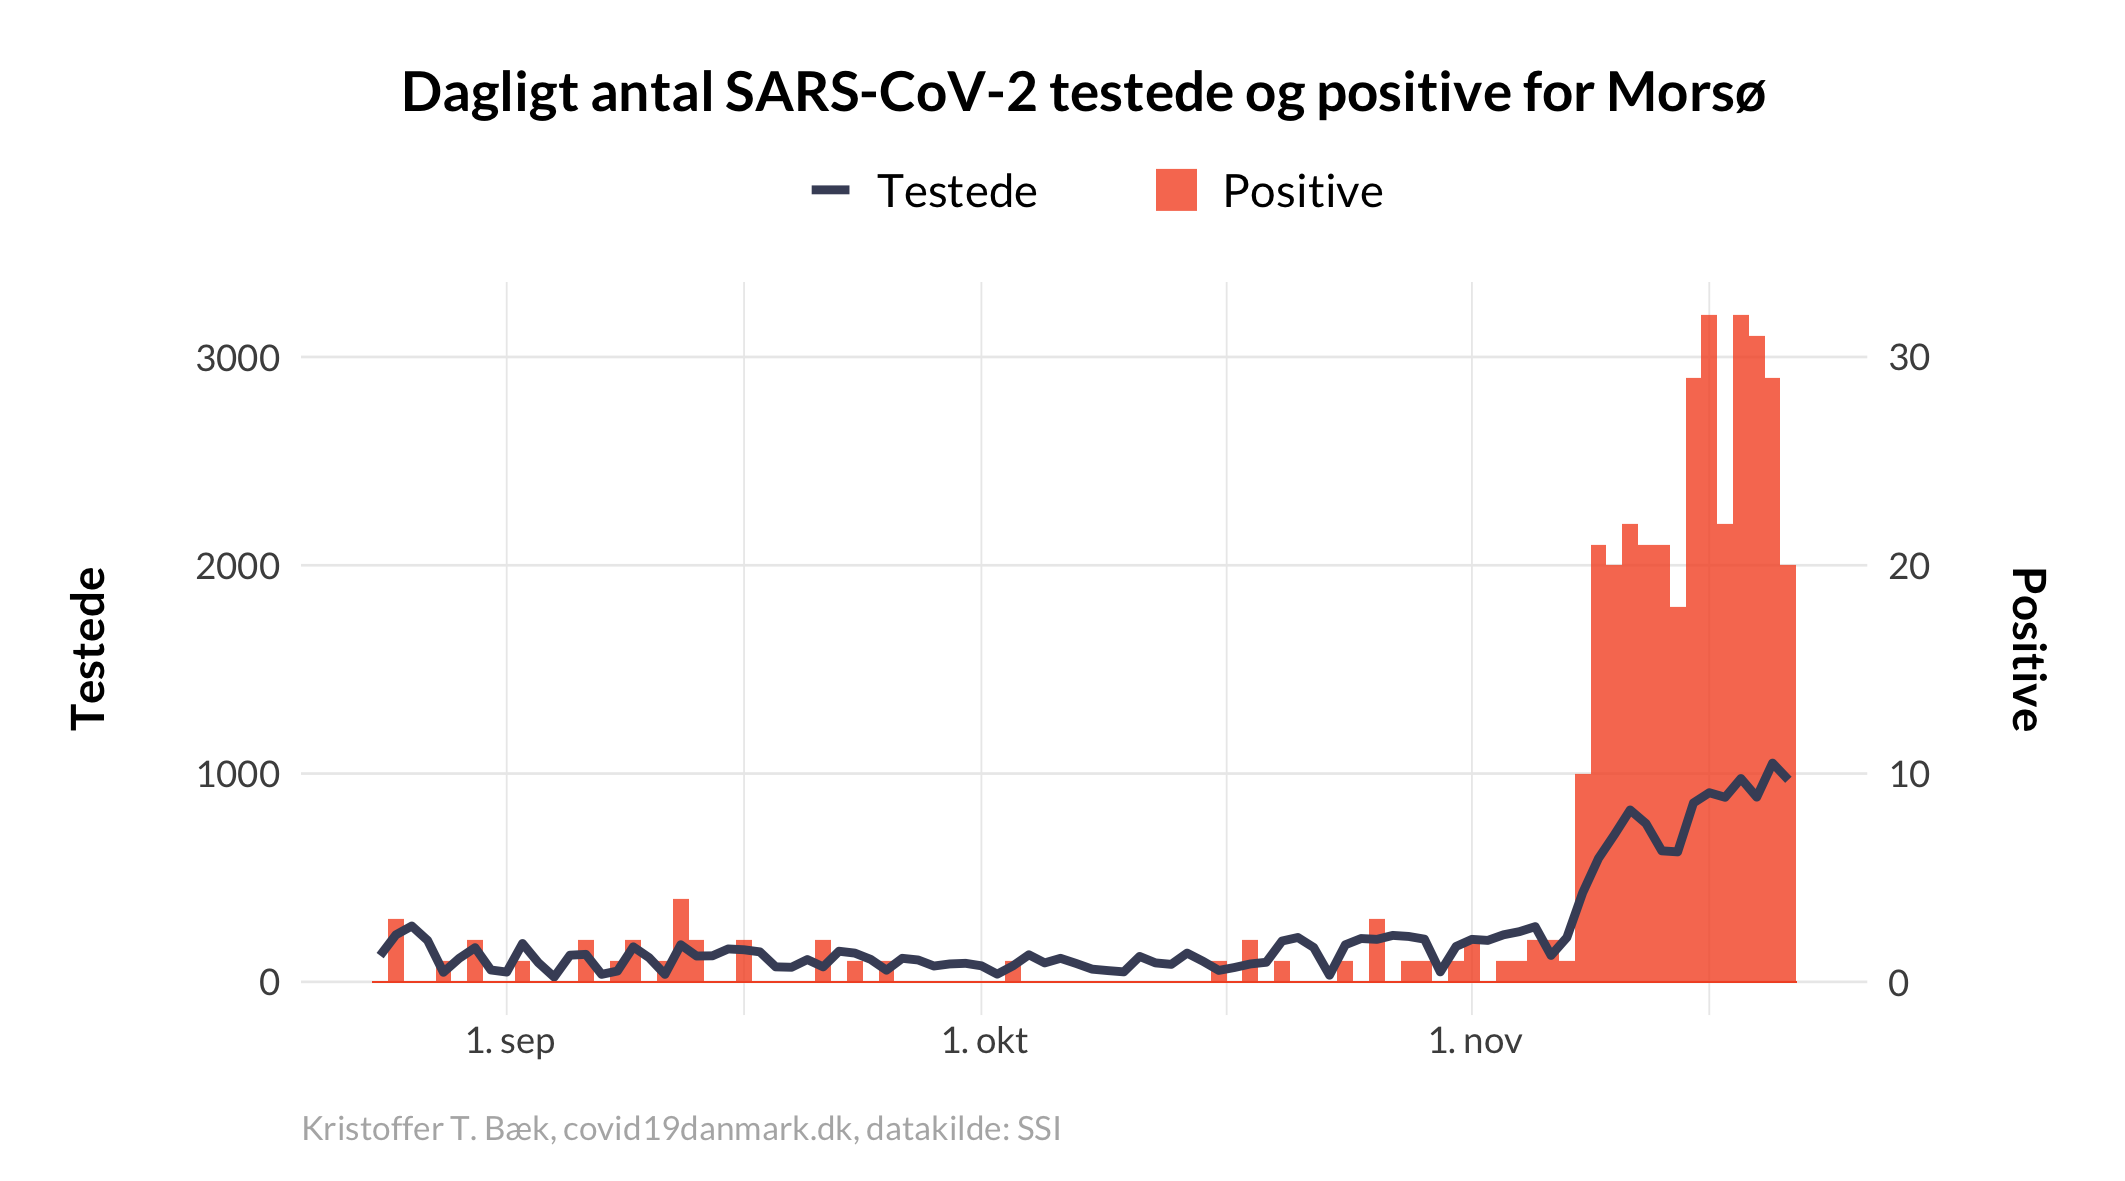 Dagligt antal SARS-CoV-2 testede og positive for Morsø
Testede
Positive
3000
2000
1000
0
Testede
30
20
10
0
Positive
1. sep
1. okt
1. nov
Kristoffer T. Bæk, covid19danmark.dk, datakilde: SSI